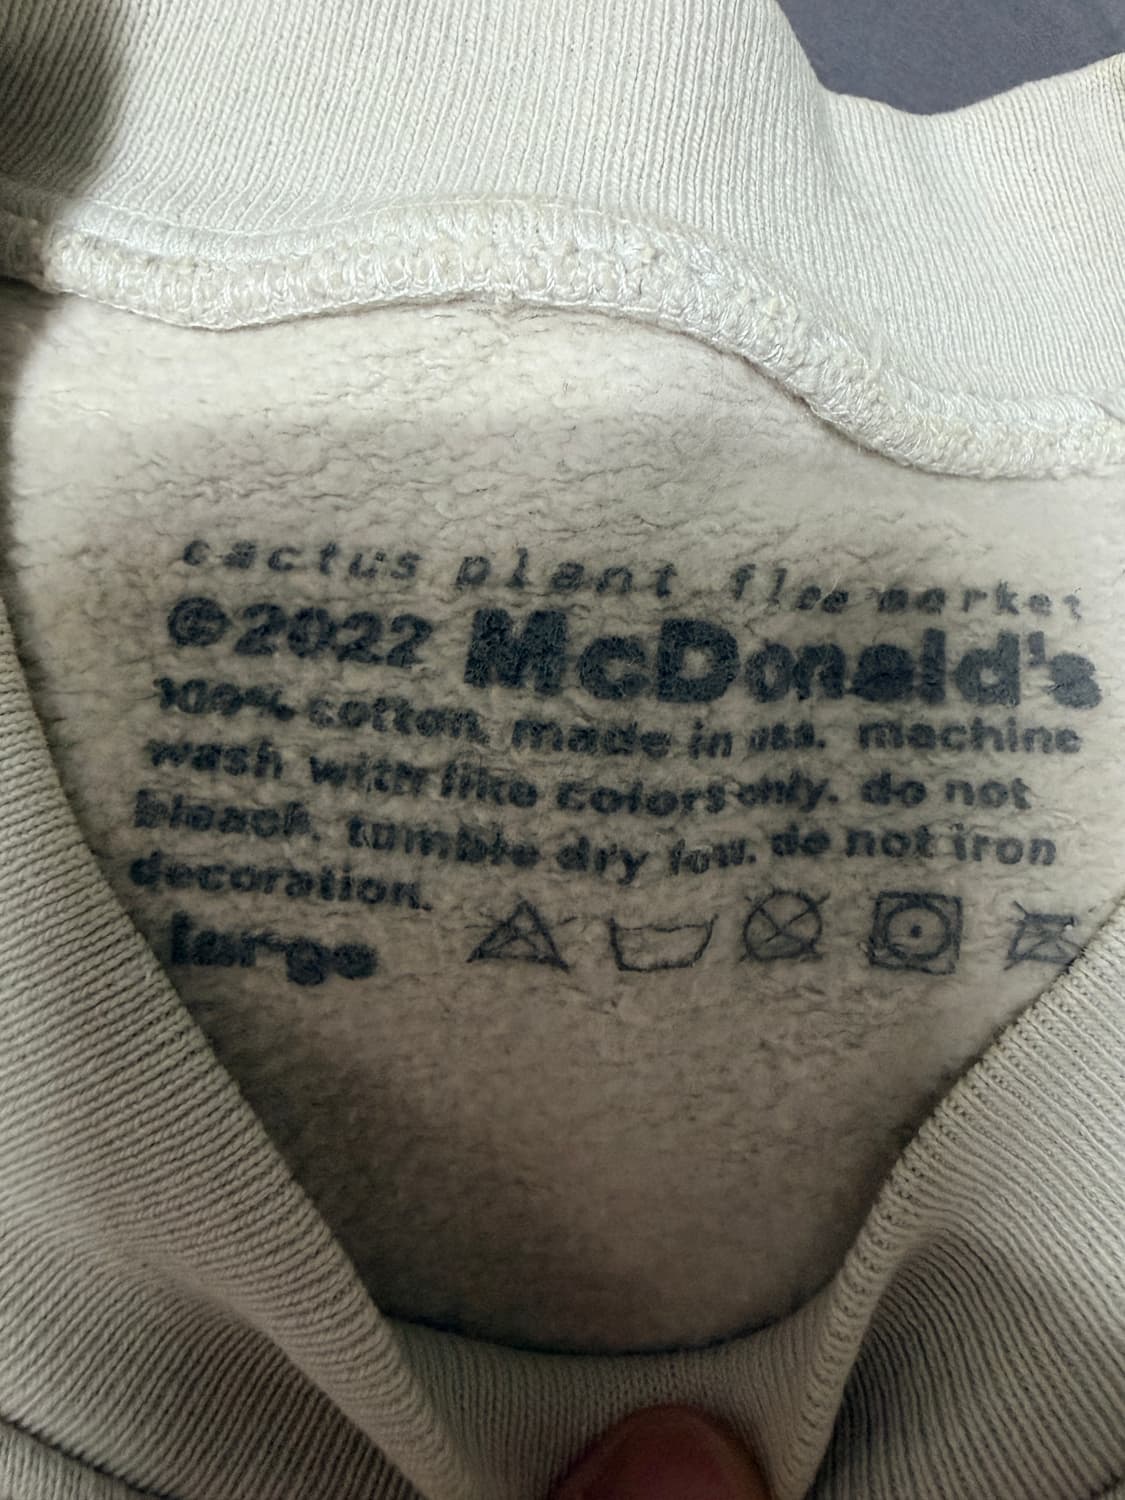 cactus plant flea market
©2022 McDonald's
100% cotton. made in usa. machine
wash with like colors only. do not
bleach. tumble dry low. do not iron
decoration.
large